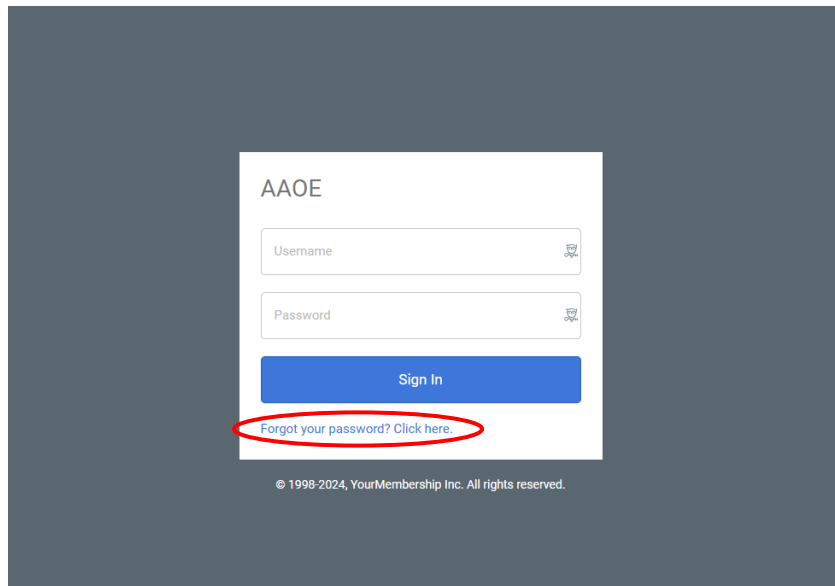 AAOE
Username
Password
Sign In
Forgot your password? Click here.
© 1998-2024, YourMembership Inc. All rights reserved.